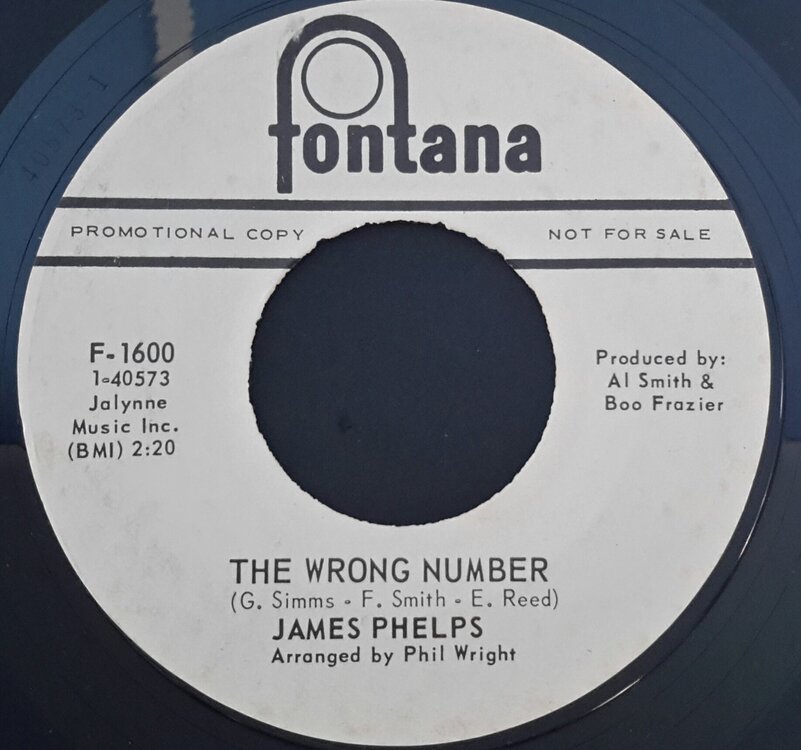 fontana
PROMOTIONAL COPY NOT FOR SALE
F-1600
1-40573
Jalynne
Music Inc.
(BMI) 2:20
Produced by:
Al Smith &
Boo Frazier
THE WRONG NUMBER
(G. Simms - F. Smith - E. Reed)
JAMES PHELPS
Arranged by Phil Wright